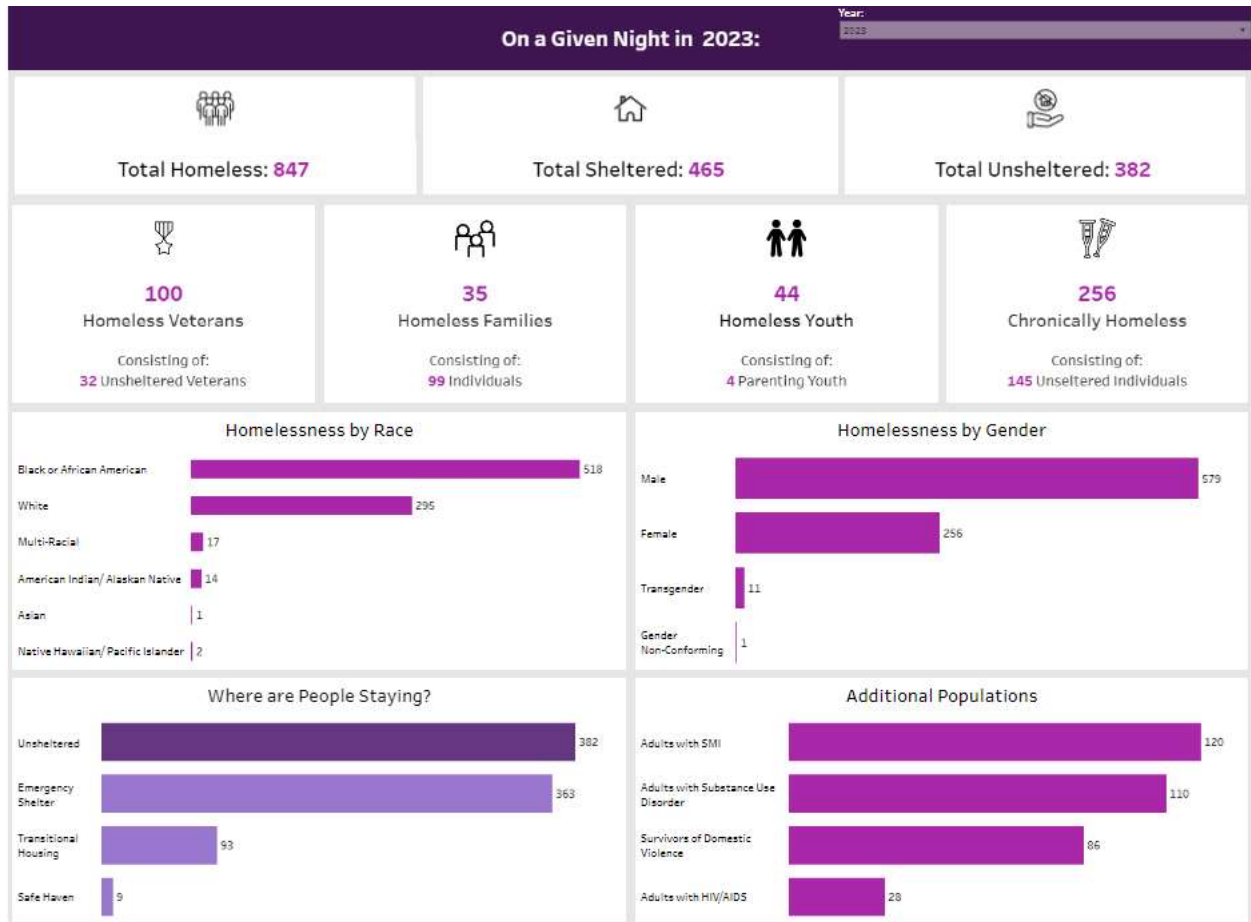 Year:
On a Given Night in 2023:
2023
Total Homeless: 847
Total Sheltered: 465
Total Unsheltered: 382
100
Homeless Veterans
Consisting of:
32 Unsheltered Veterans
35
Homeless Families
Consisting of:
99 Individuals
44
Homeless Youth
Consisting of:
4 Parenting Youth
256
Chronically Homeless
Consisting of:
145 Unseltered Individuals
Homelessness by Race
Black or African American 518
White 295
Multi-Racial 17
American Indian/ Alaskan Native 14
Asian 1
Native Hawaiian/ Pacific Islander 2
Homelessness by Gender
Male 579
Female 256
Transgender 11
Gender
Non-Conforming 1
Where are People Staying?
Unsheltered 382
Emergency
Shelter 363
Transitional
Housing 93
Safe Haven 9
Additional Populations
Adults with SMI 120
Adults with Substance Use
Disorder 110
Survivors of Domestic
Violence 86
Adults with HIV/AIDS 28